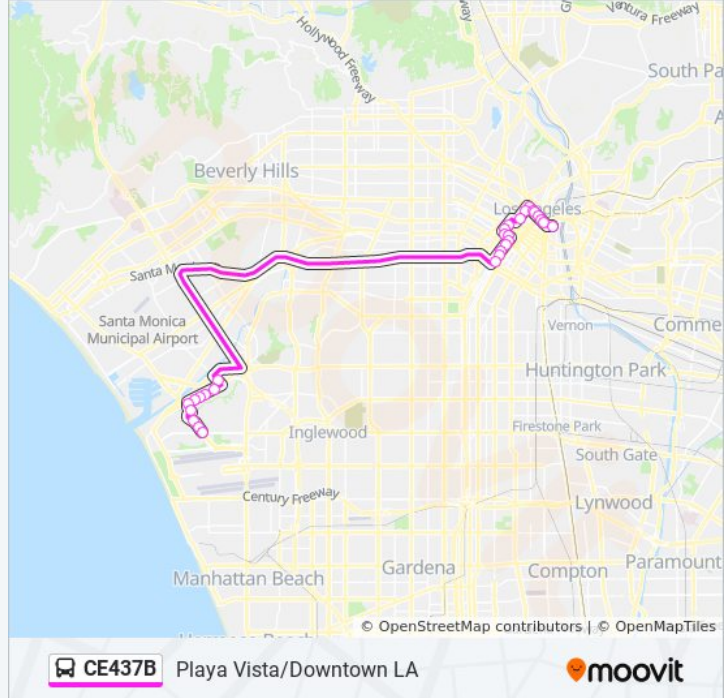 Ventura Freeway
Hollywood Freeway
South Pa
Beverly Hills
Los Angeles
Santa M
Santa Monica
Municipal Airport
Vernon
Comme
Huntington Park
Inglewood
Firestone Park
South Gate
Century Freeway
Lynwood
Gardena
Compton
Paramount
Manhattan Beach
© OpenStreetMap contributors | © OpenMapTiles
CE437B
Playa Vista/Downtown LA
moovit